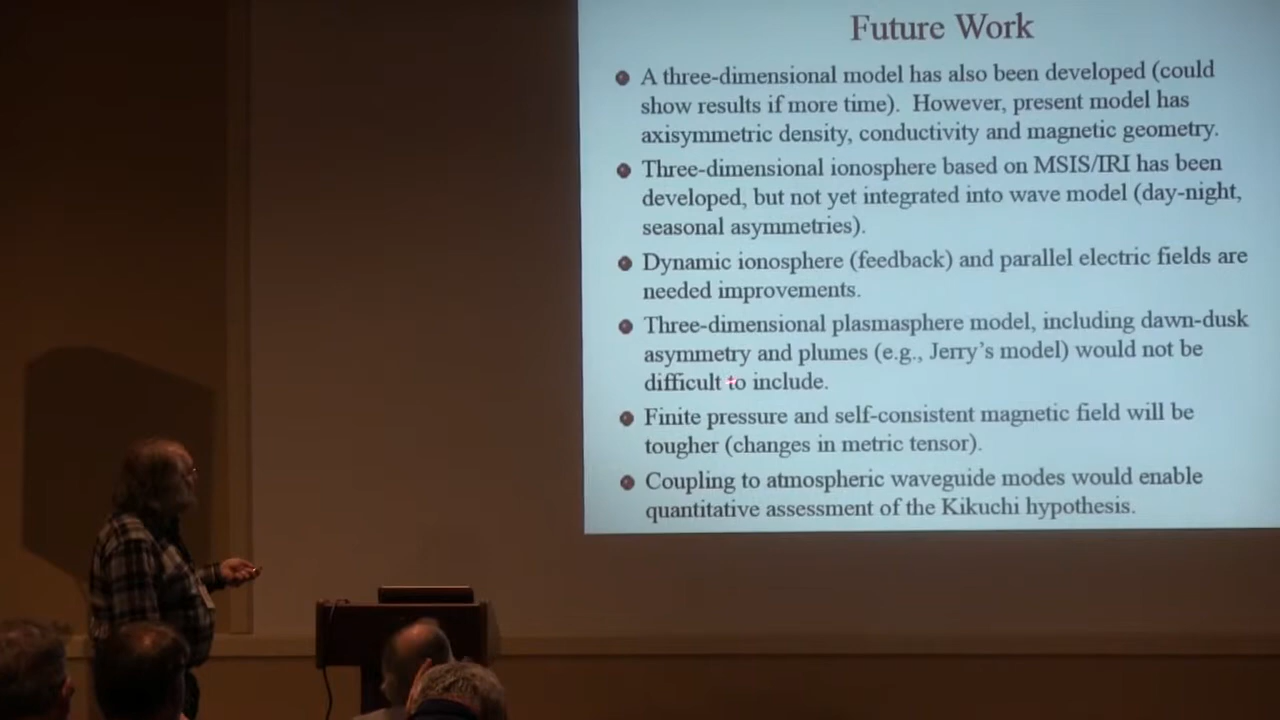 Future Work
A three-dimensional model has also been developed (could
show results if more time). However, present model has
axisymmetric density, conductivity and magnetic geometry.
Three-dimensional ionosphere based on MSIS/IRI has been
developed, but not yet integrated into wave model (day-night,
seasonal asymmetries).
Dynamic ionosphere (feedback) and parallel electric fields are
needed improvements.
Three-dimensional plasmasphere model, including dawn-dusk
asymmetry and plumes (e.g., Jerry's model) would not be
difficult to include.
Finite pressure and self-consistent magnetic field will be
tougher (changes in metric tensor).
Coupling to atmospheric waveguide modes would enable
quantitative assessment of the Kikuchi hypothesis.